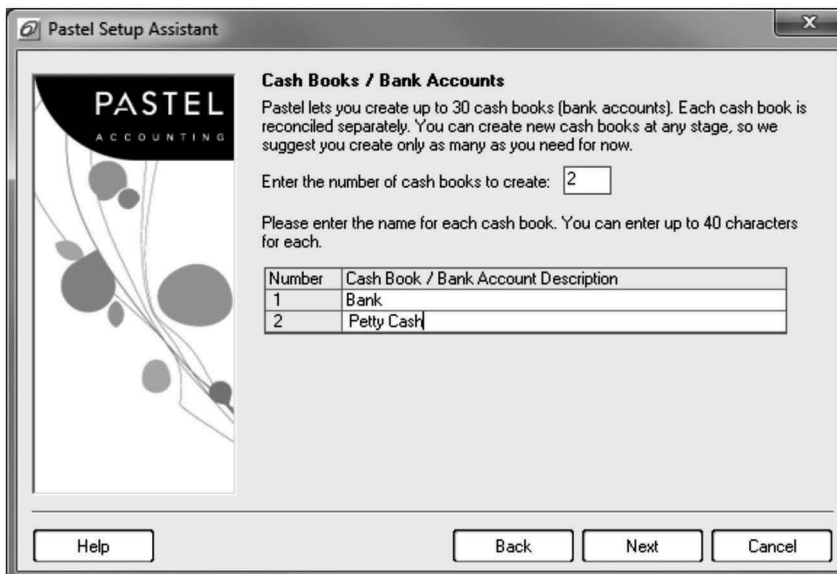 Pastel Setup Assistant
x
PASTEL
ACCOUNTING
Cash Books / Bank Accounts
Pastel lets you create up to 30 cash books (bank accounts). Each cash book is
reconciled separately. You can create new cash books at any stage, so we
suggest you create only as many as you need for now.
Enter the number of cash books to create: 2
Please enter the name for each cash book. You can enter up to 40 characters
for each.
Number Cash Book / Bank Account Description
1 Bank
2 Petty Cash
Help Back Next Cancel